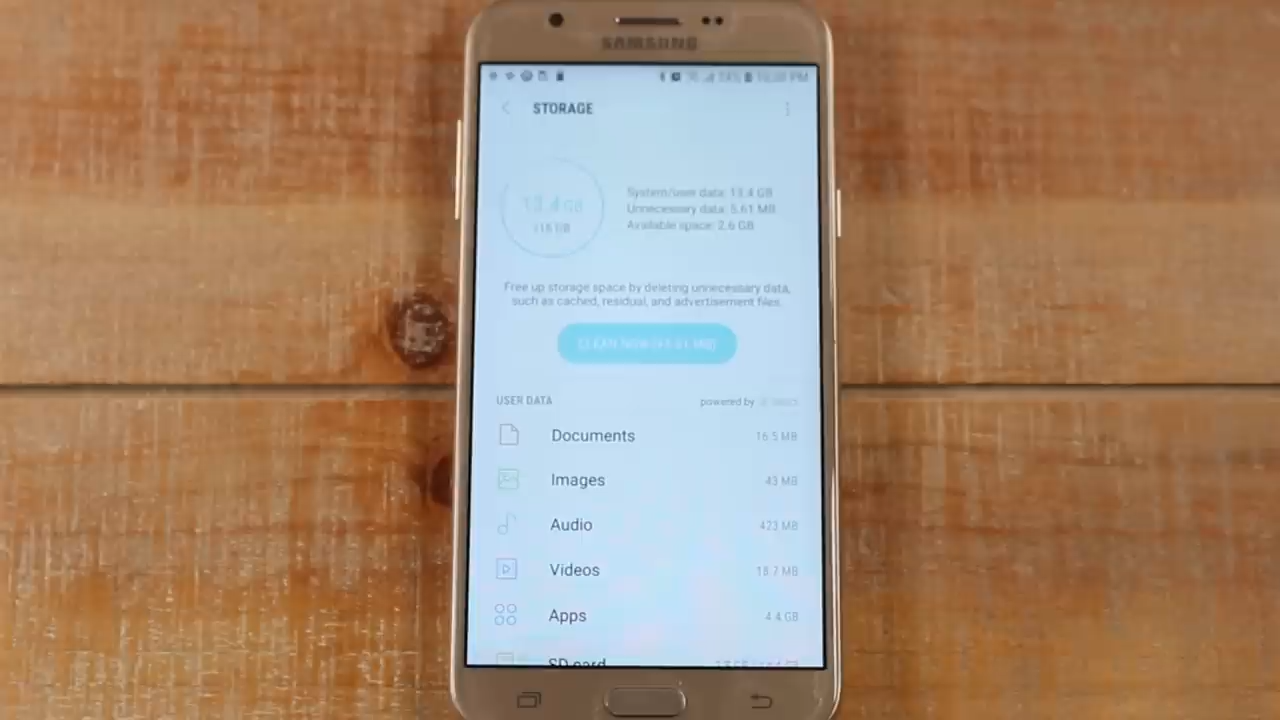 SAMSUNG
STORAGE
13.4 GB
System/user data: 13.4 GB
Unnecessary data: 5.61 MB
Available space: 2.6 GB
Free up storage space by deleting unnecessary data,
such as cached, residual, and advertisement files.
CLEAN NOW
USER DATA
powered by
Documents 16.5 MB
Images 43 MB
Audio 423 MB
Videos 18.7 MB
Apps 4.4 GB
SD card